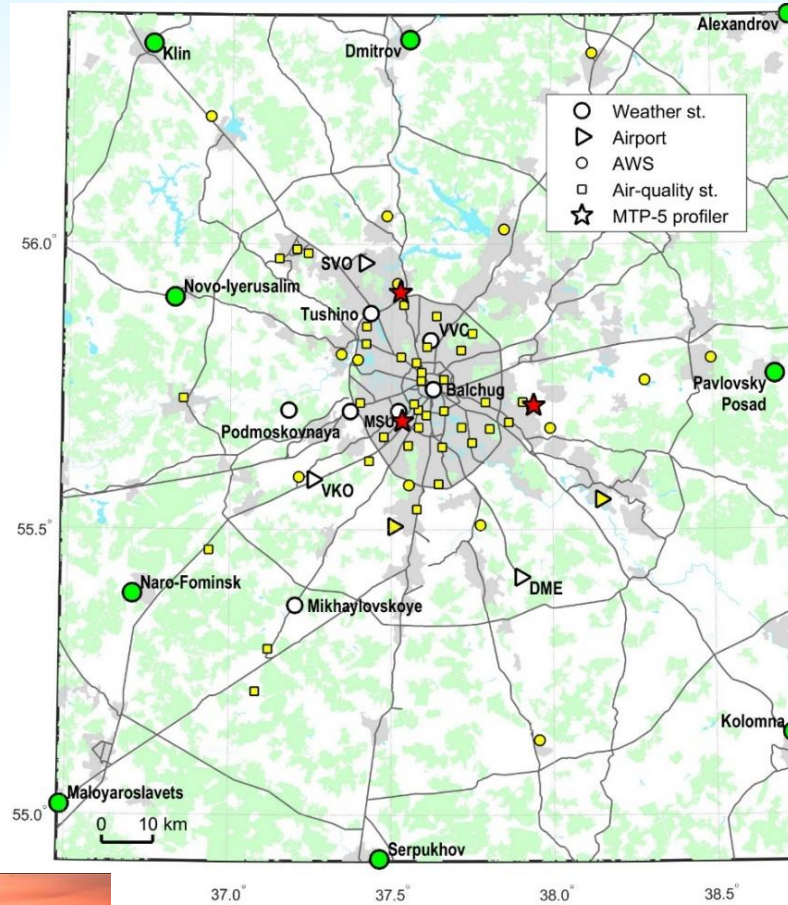 Alexandrov
Klin
Dmitrov
Weather st.
Airport
AWS
Air-quality st.
MTP-5 profiler
56.0°
SVO
Novo-Iyerusalim
Tushino
VVC
Balchug
Pavlovsky
Posad
MSU
Podmoskovnaya
VKO
55.5°
Naro-Fominsk
DME
Mikhaylovskoye
Kolomna
Maloyaroslavets
55.0°
0 10 km
Serpukhov
37.0° 37.5° 38.0° 38.5°